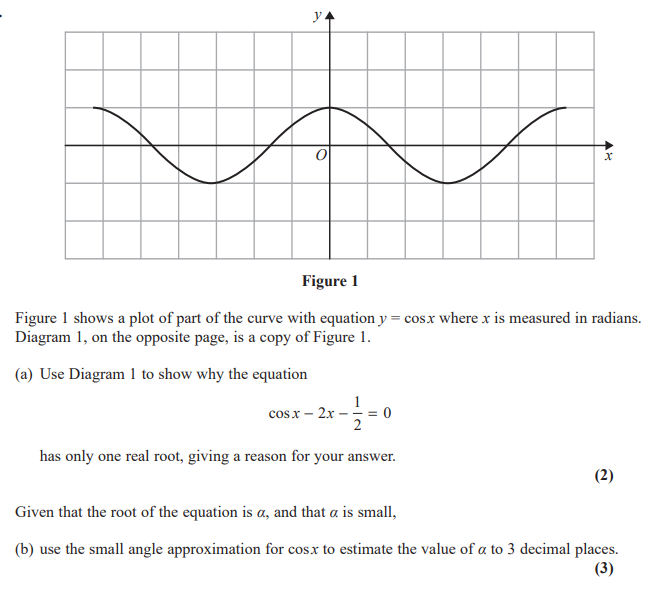 y
O
x
Figure 1
Figure 1 shows a plot of part of the curve with equation y = cos x where x is measured in radians.
Diagram 1, on the opposite page, is a copy of Figure 1.
(a) Use Diagram 1 to show why the equation
cos x – 2x – 1/2 = 0
has only one real root, giving a reason for your answer.
(2)
Given that the root of the equation is α, and that α is small,
(b) use the small angle approximation for cos x to estimate the value of α to 3 decimal places.
(3)